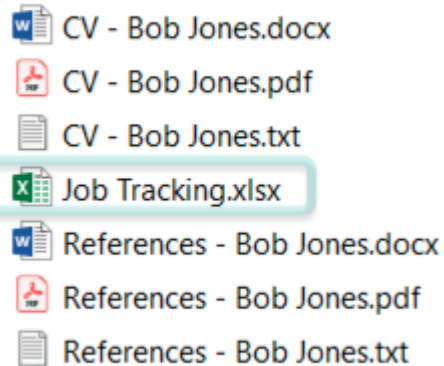 CV - Bob Jones.docx
CV - Bob Jones.pdf
CV - Bob Jones.txt
Job Tracking.xlsx
References - Bob Jones.docx
References - Bob Jones.pdf
References - Bob Jones.txt